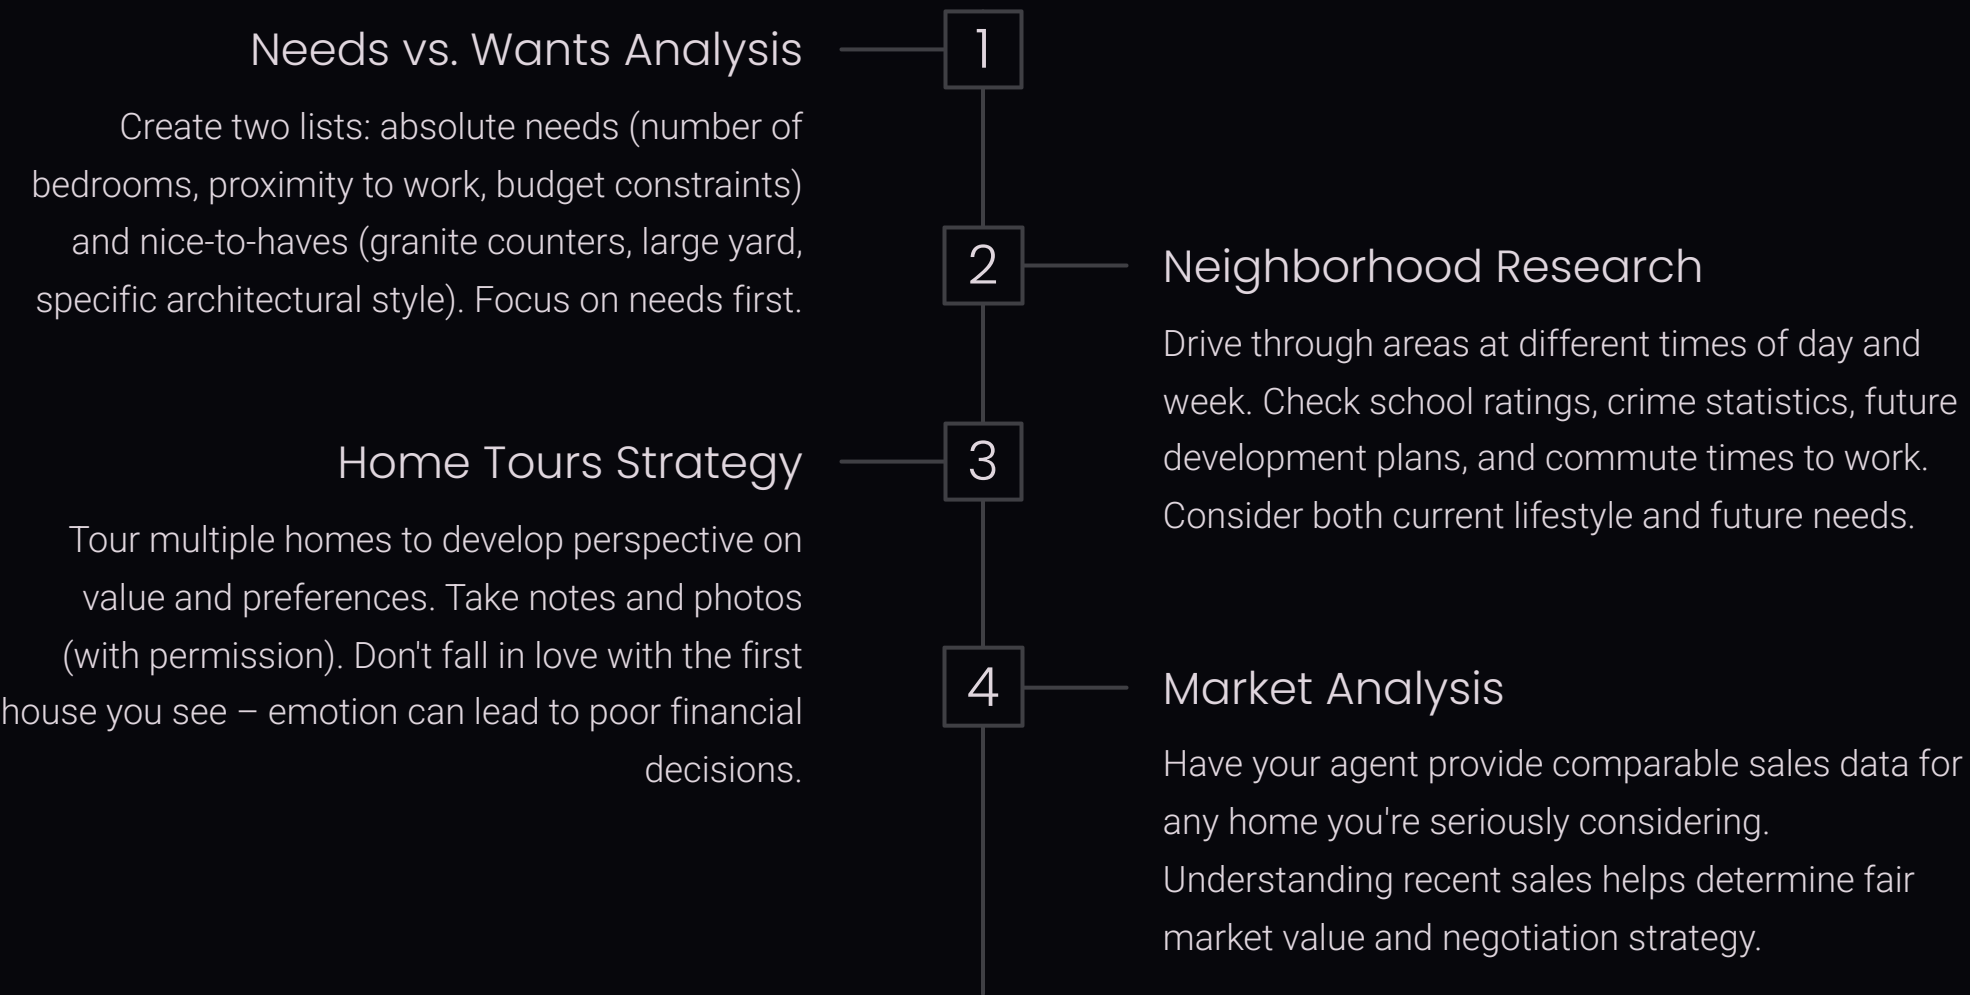 1
Needs vs. Wants Analysis
Create two lists: absolute needs (number of
bedrooms, proximity to work, budget constraints)
and nice-to-haves (granite counters, large yard,
specific architectural style). Focus on needs first.
2
Neighborhood Research
Drive through areas at different times of day and
week. Check school ratings, crime statistics, future
development plans, and commute times to work.
Consider both current lifestyle and future needs.
3
Home Tours Strategy
Tour multiple homes to develop perspective on
value and preferences. Take notes and photos
(with permission). Don't fall in love with the first
house you see – emotion can lead to poor financial
decisions.
4
Market Analysis
Have your agent provide comparable sales data for
any home you're seriously considering.
Understanding recent sales helps determine fair
market value and negotiation strategy.